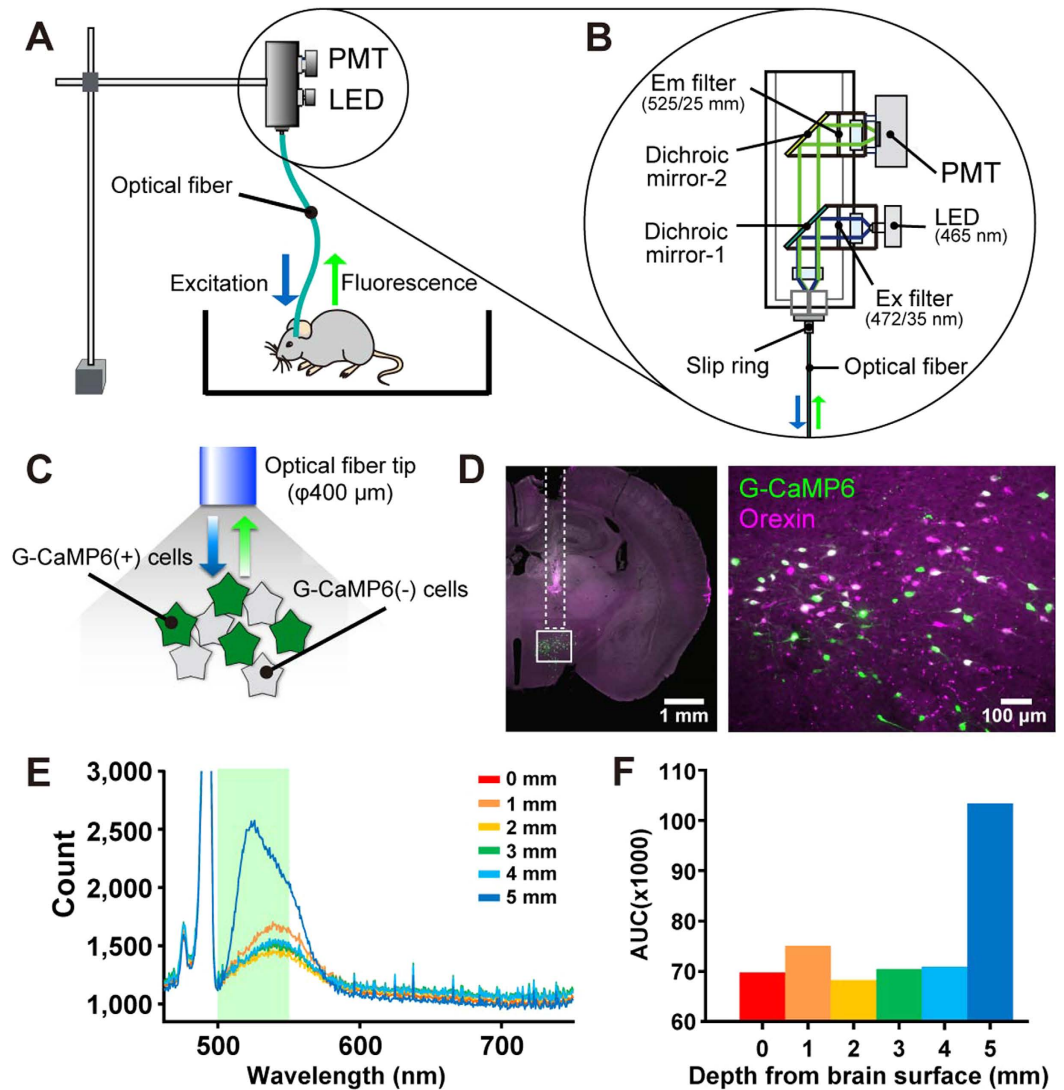 A
PMT
LED
Optical fiber
Excitation
Fluorescence
B
Em filter
(525/25 mm)
Dichroic
mirror-2
PMT
Dichroic
mirror-1
LED
(465 nm)
Ex filter
(472/35 nm)
Slip ring
Optical fiber
C
Optical fiber tip
(φ400 μm)
G-CaMP6(+) cells
G-CaMP6(-) cells
D
1 mm
G-CaMP6
Orexin
100 μm
E
3,000
2,500
2,000
1,500
1,000
Count
500 600 700
Wavelength (nm)
0 mm
1 mm
2 mm
3 mm
4 mm
5 mm
F
110
100
90
80
70
60
AUC(x1000)
0 1 2 3 4 5
Depth from brain surface (mm)